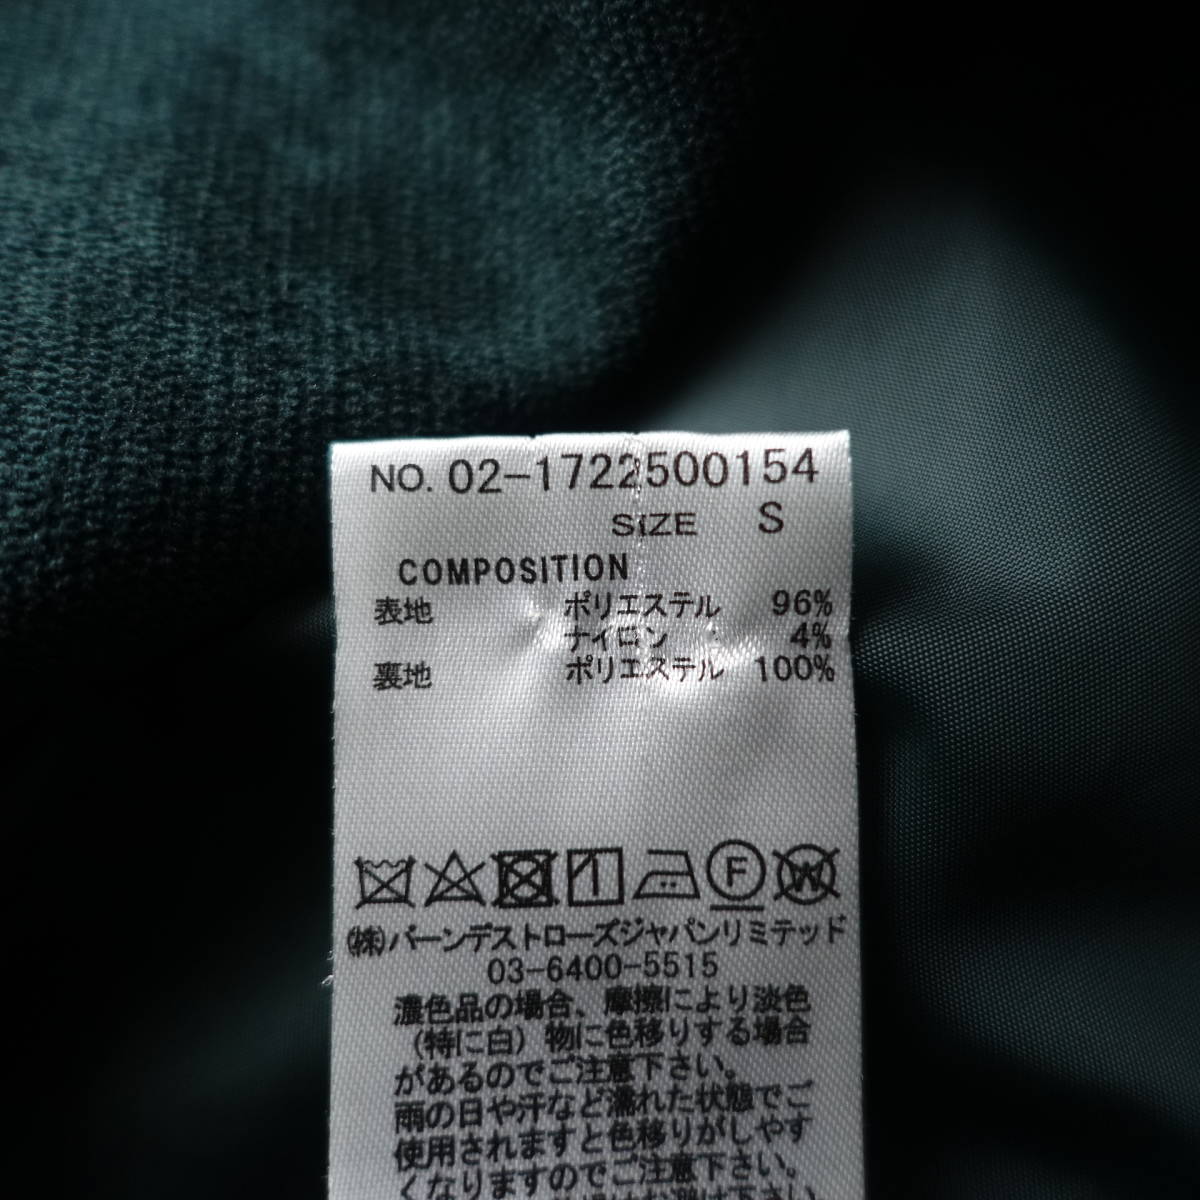 NO. 02-1722500154
SIZE S
COMPOSITION
表地 ポリエステル 96%
ナイロン 4%
裏地 ポリエステル 100%
F W
(株)バーンデストローズジャパンリミテッド
03-6400-5515
濃色品の場合、摩擦により淡色
(特に白)物に色移りする場合
があるのでご注意下さい。
雨の日や汗など濡れた状態でご
使用されますと色移りがしやす
くなりますのでご注意下さい。